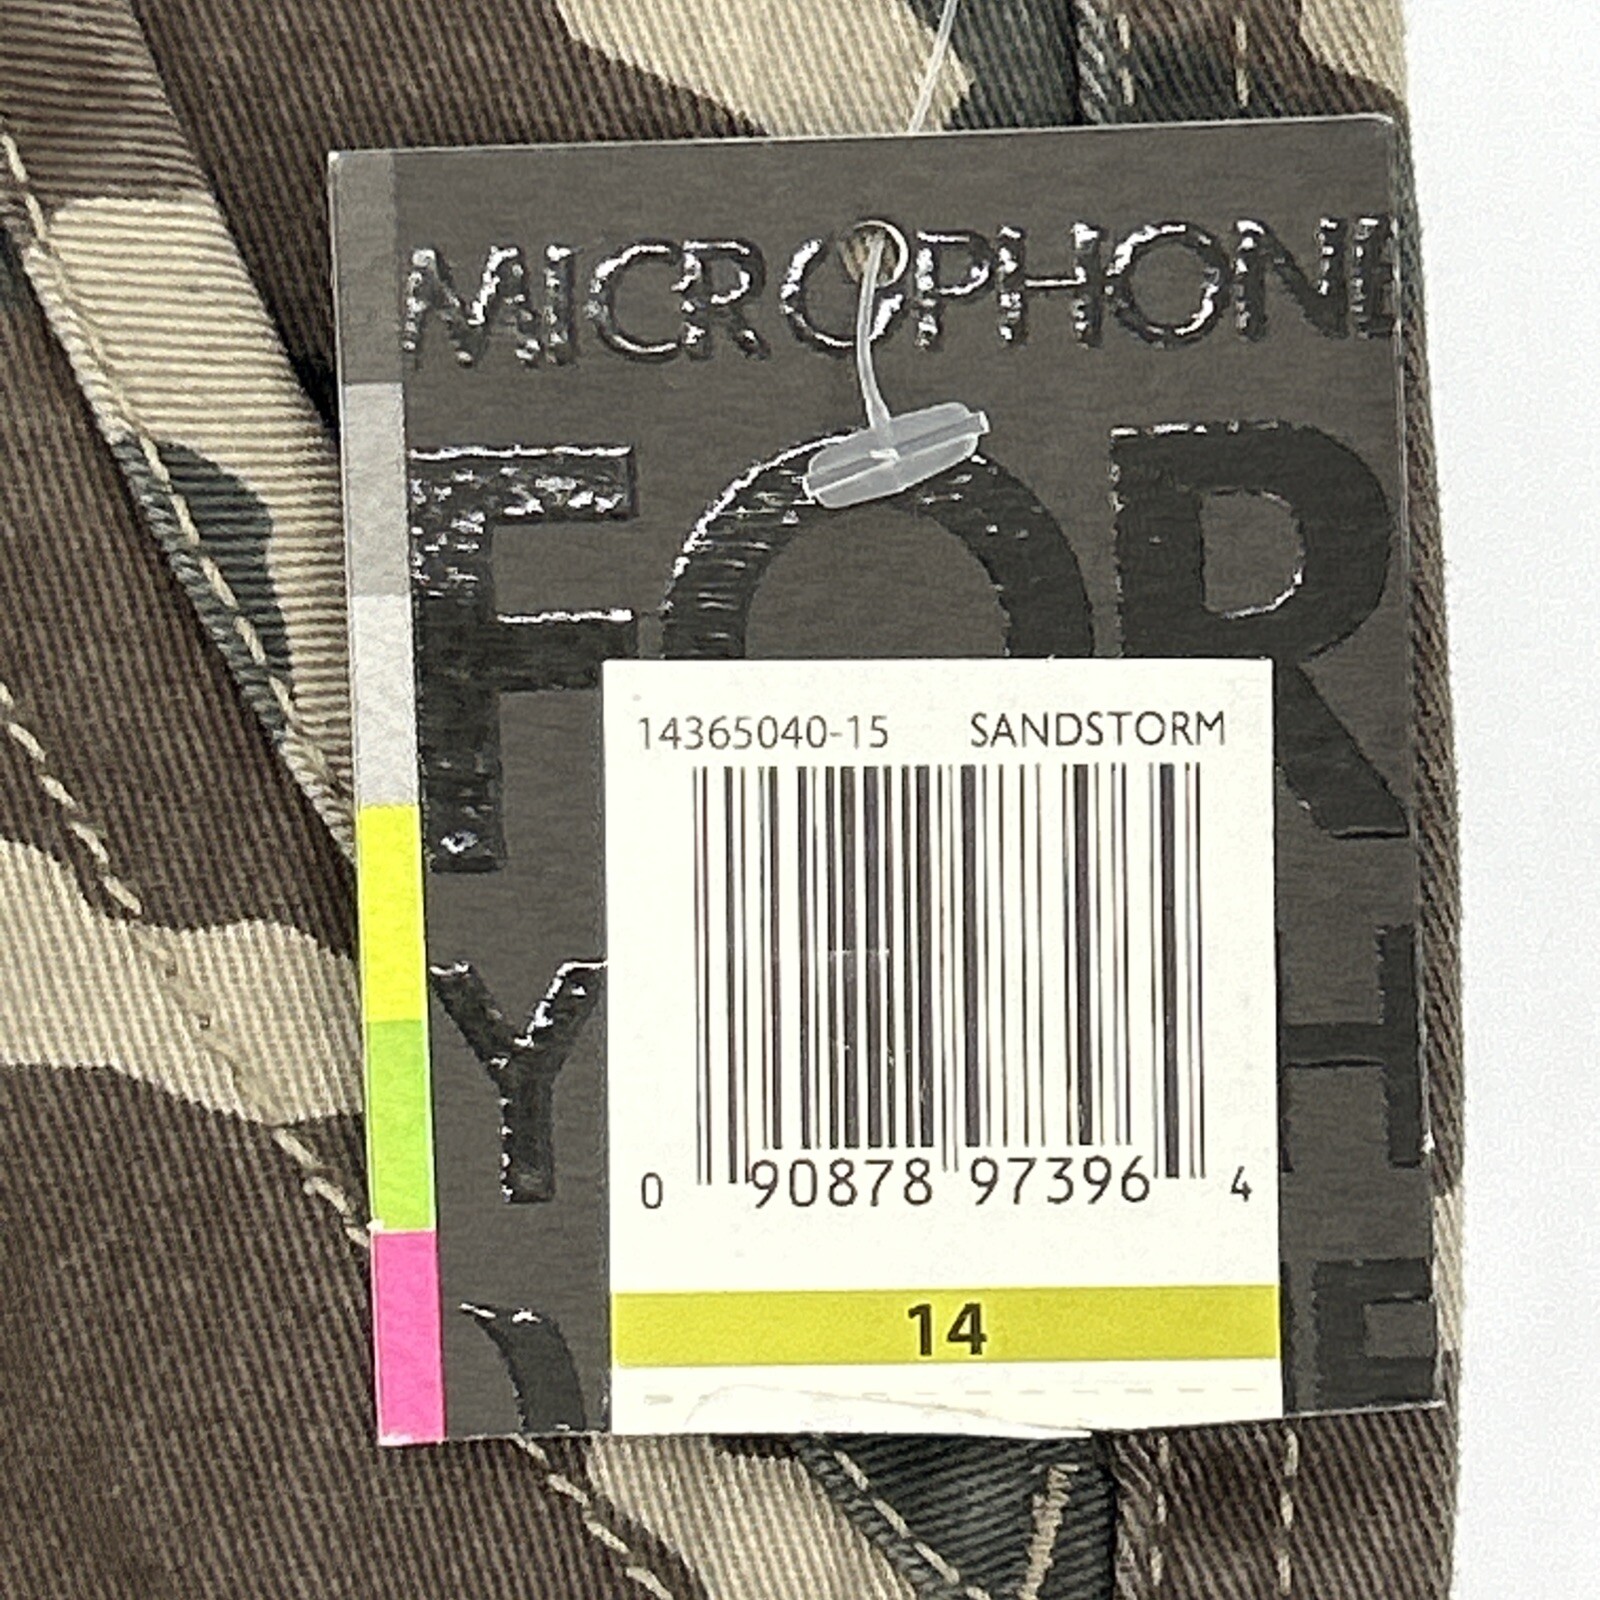 MICROPHONE
FOR
14365040-15 SANDSTORM
0 90878 97396 4
14